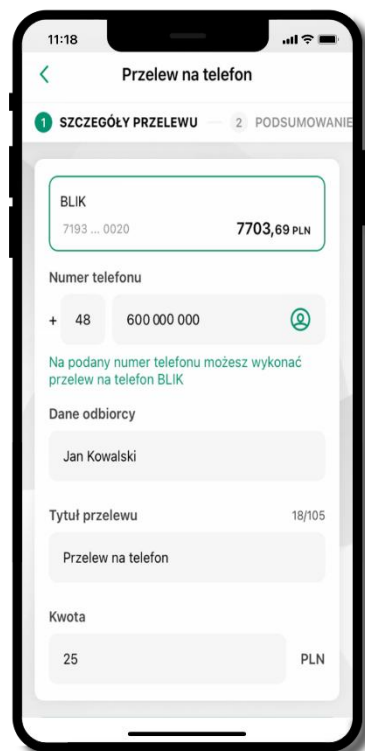 11:18
Przelew na telefon
1 SZCZEGÓŁY PRZELEWU 2 PODSUMOWANIE
BLIK
7193 ... 0020 7703,69 PLN
Numer telefonu
+ 48 600 000 000
Na podany numer telefonu możesz wykonać
przelew na telefon BLIK
Dane odbiorcy
Jan Kowalski
Tytuł przelewu 18/105
Przelew na telefon
Kwota
25 PLN